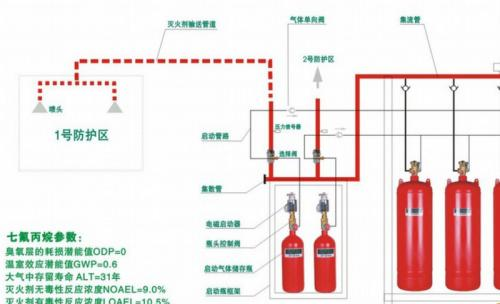 灭火剂输送管道
气体单向阀
集流管
2号防护区
喷头
1号防护区
启动管路
压力信号器
选择阀
集散管
电磁启动器
瓶头控制阀
启动气体储存瓶
启动瓶框架
七氟丙烷参数：
臭氧层的耗损潜能值ODP=0
温室效应潜能值GWP=0.6
大气中存留寿命 ALT=31年
灭火剂无毒性反应浓度NOAEL=9.0%
灭火剂有毒性反应浓度LOAEL=10.5%